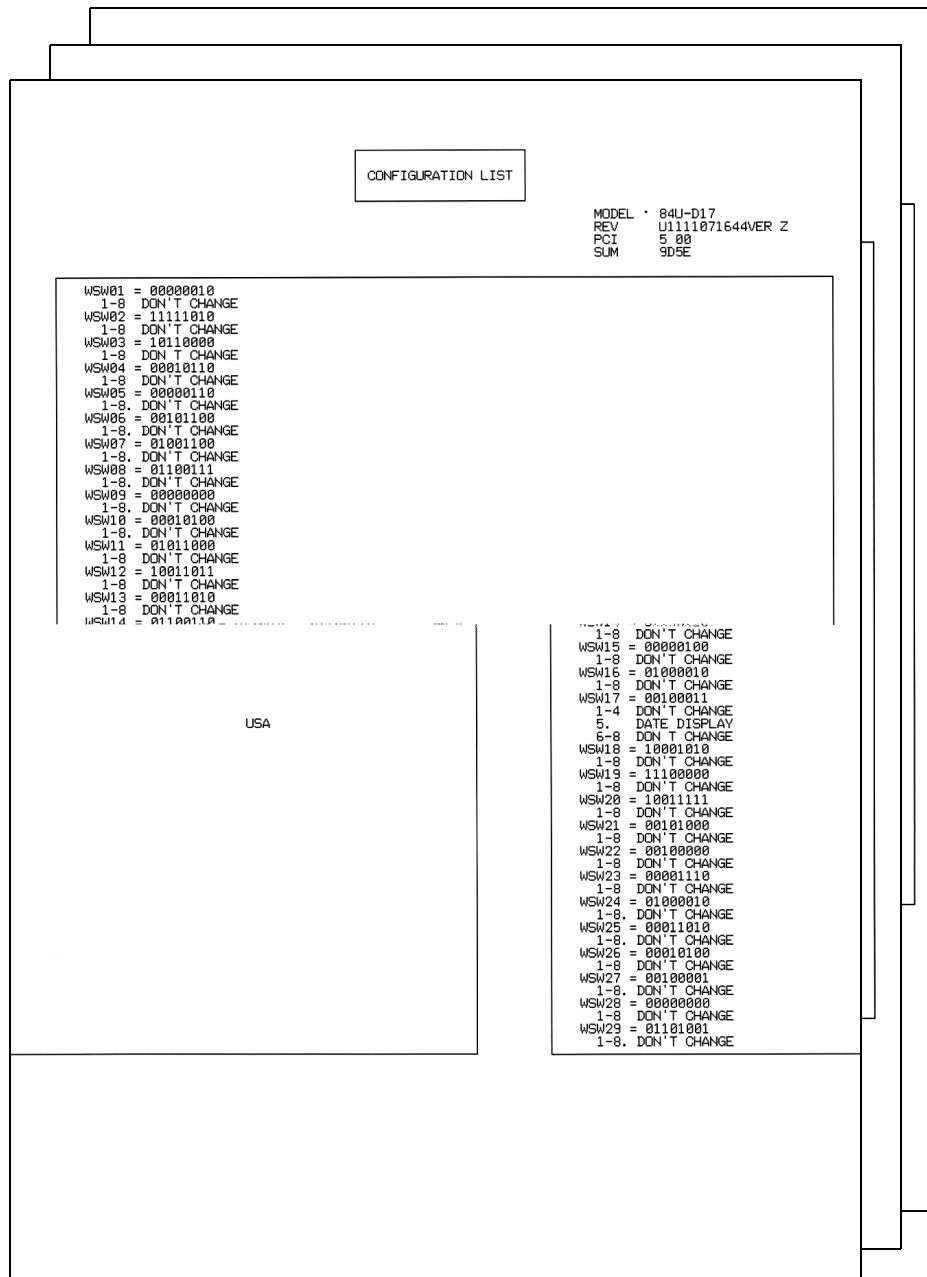 CONFIGURATION LIST
MODEL : 84U-D17
REV U1111071644VER Z
PCI 5 00
SUM 9D5E
WSW01 = 00000010
1-8 DON'T CHANGE
WSW02 = 11111010
1-8 DON'T CHANGE
WSW03 = 10110000
1-8 DON T CHANGE
WSW04 = 00010110
1-8 DON'T CHANGE
WSW05 = 00000110
1-8. DON'T CHANGE
WSW06 = 00101100
1-8. DON'T CHANGE
WSW07 = 01001100
1-8. DON'T CHANGE
WSW08 = 01100111
1-8. DON'T CHANGE
WSW09 = 00000000
1-8. DON'T CHANGE
WSW10 = 00010100
1-8. DON'T CHANGE
WSW11 = 01011000
1-8 DON'T CHANGE
WSW12 = 10011011
1-8 DON'T CHANGE
WSW13 = 00011010
1-8 DON'T CHANGE
WSW14 = 01100110
USA
1-8 DON'T CHANGE
WSW15 = 00000100
1-8 DON'T CHANGE
WSW16 = 01000010
1-8 DON'T CHANGE
WSW17 = 00100011
1-4 DON'T CHANGE
5. DATE DISPLAY
6-8 DON T CHANGE
WSW18 = 10001010
1-8 DON'T CHANGE
WSW19 = 11100000
1-8 DON'T CHANGE
WSW20 = 10011111
1-8 DON'T CHANGE
WSW21 = 00101000
1-8 DON'T CHANGE
WSW22 = 00100000
1-8 DON'T CHANGE
WSW23 = 00001110
1-8 DON'T CHANGE
WSW24 = 01000010
1-8. DON'T CHANGE
WSW25 = 00011010
1-8. DON'T CHANGE
WSW26 = 00010100
1-8 DON'T CHANGE
WSW27 = 00100001
1-8. DON'T CHANGE
WSW28 = 00000000
1-8 DON'T CHANGE
WSW29 = 01101001
1-8. DON'T CHANGE